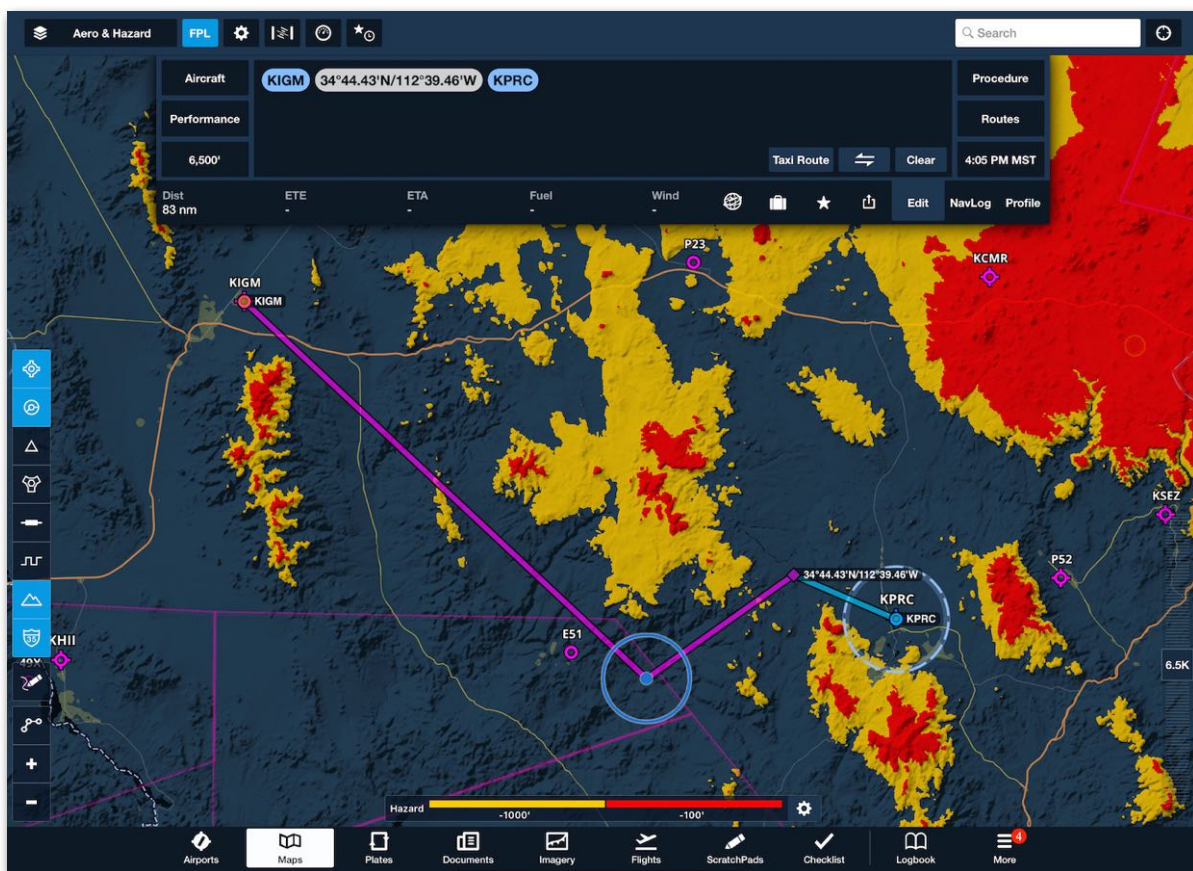 Aero & Hazard
FPL
Search
Aircraft
KIGM 34°44.43'N/112°39.46'W KPRC
Procedure
Performance
Routes
6,500'
Taxi Route
Clear
4:05 PM MST
Dist
83 nm
ETE
-
ETA
-
Fuel
-
Wind
-
Edit
NavLog
Profile
P23
KCMR
KIGM
KIGM
KSEZ
P52
34°44.43'N/112°39.46'W
KPRC
KPRC
E51
35
KHII
6.5K
Hazard
-1000'
-100'
Airports
Maps
Plates
Documents
Imagery
Flights
ScratchPads
Checklist
Logbook
More
4